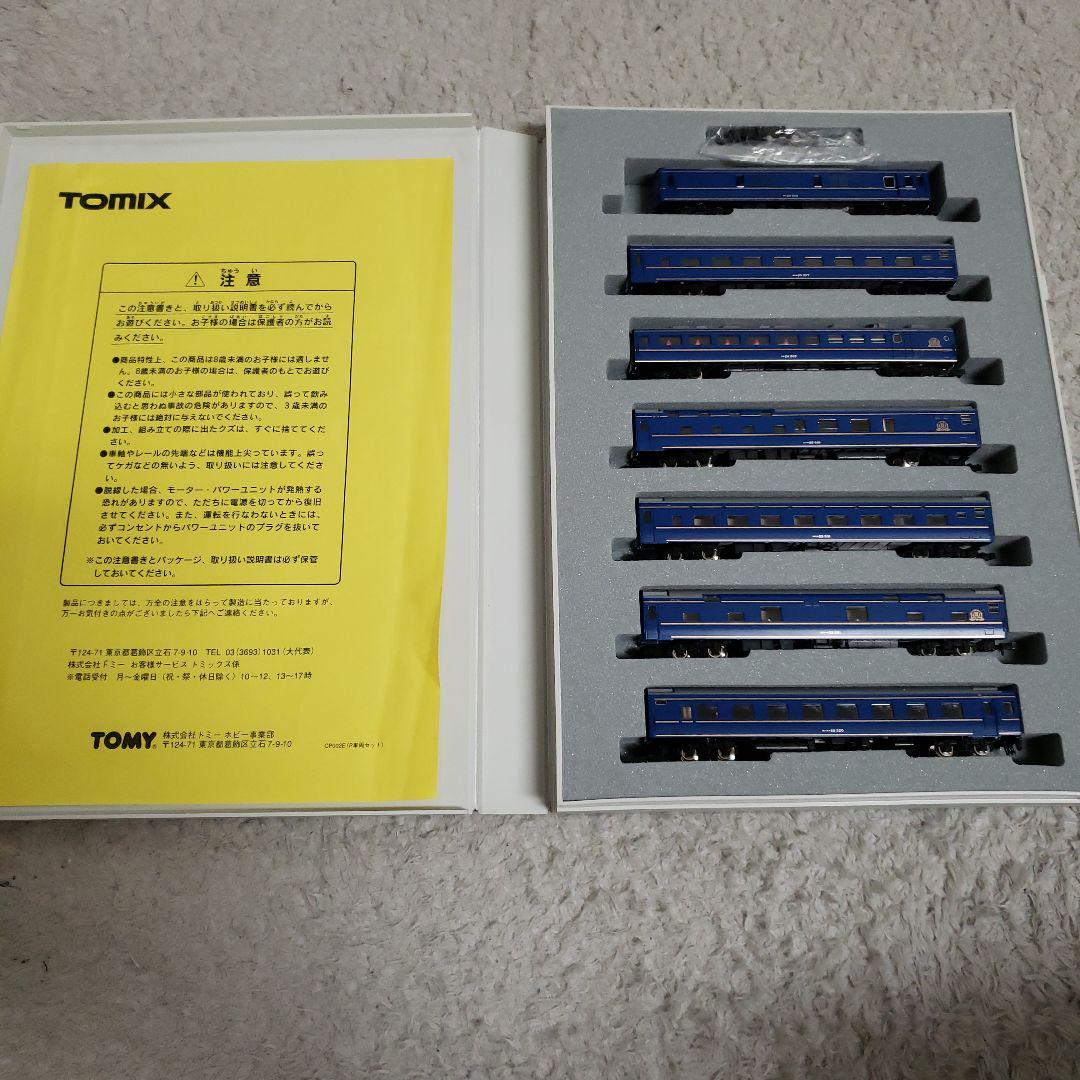 TOMIX
ちゅうい
注意
この注意書きと、取り扱い説明書を必ず読んでから
お遊びください。お子様の場合は保護者の方がお読
みください。
●商品特性上、この商品は8歳未満のお子様には適しませ
ん。8歳未満のお子様の場合は、保護者のもとでお遊び
ください。
●この商品には小さな部品が使われており、誤って飲み
込むと思わぬ事故の危険がありますので、3歳未満の
お子様には絶対に与えないでください。
●加工、組み立ての際に出たクズは、すぐに捨ててくだ
さい。
●車軸やレールの先端などは機能上尖っています。誤っ
てケガなどの無いよう、取り扱いには注意してくださ
い。
●脱線した場合、モーター・パワーユニットが発熱する
恐れがありますので、ただちに電源を切ってから復旧
させてください。また、運転を行なわないときには、
必ずコンセントからパワーユニットのプラグを抜いて
おいてください。
※この注意書きとパッケージ、取り扱い説明書は必ず保管
しておいてください。
製品につきましては、万全の注意をはらって製造に当たっておりますが、
万一お気付きの点がございましたら下記へご連絡ください。
〒124-71 東京都葛飾区立石7-9-10 TEL 03(3693)1031(大代表)
株式会社トミー お客様サービス トミックス係
※電話受付 月〜金曜日(祝・祭・休日除く)10〜12、13〜17時
TOMY 株式会社トミー ホビー事業部
〒124-71 東京都葛飾区立石7-9-10
CP002E(P車両セット)